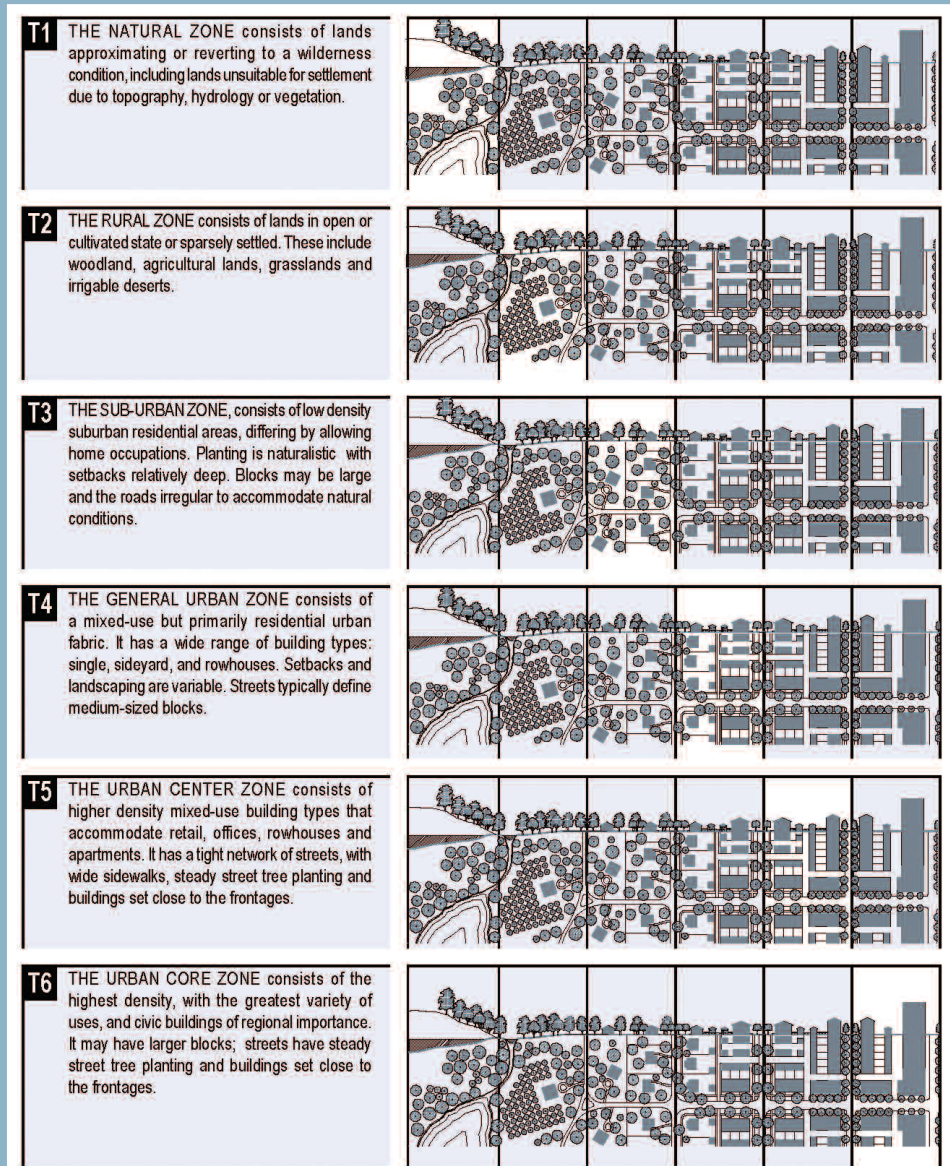 T1
THE NATURAL ZONE consists of lands
approximating or reverting to a wilderness
condition, including lands unsuitable for settlement
due to topography, hydrology or vegetation.
T2
THE RURAL ZONE consists of lands in open or
cultivated state or sparsely settled. These include
woodland, agricultural lands, grasslands and
irrigable deserts.
T3
THE SUB-URBAN ZONE, consists of low density
suburban residential areas, differing by allowing
home occupations. Planting is naturalistic with
setbacks relatively deep. Blocks may be large
and the roads irregular to accommodate natural
conditions.
T4
THE GENERAL URBAN ZONE consists of
a mixed-use but primarily residential urban
fabric. It has a wide range of building types:
single, sideyard, and rowhouses. Setbacks and
landscaping are variable. Streets typically define
medium-sized blocks.
T5
THE URBAN CENTER ZONE consists of
higher density mixed-use building types that
accommodate retail, offices, rowhouses and
apartments. It has a tight network of streets, with
wide sidewalks, steady street tree planting and
buildings set close to the frontages.
T6
THE URBAN CORE ZONE consists of the
highest density, with the greatest variety of
uses, and civic buildings of regional importance.
It may have larger blocks; streets have steady
street tree planting and buildings set close to
the frontages.